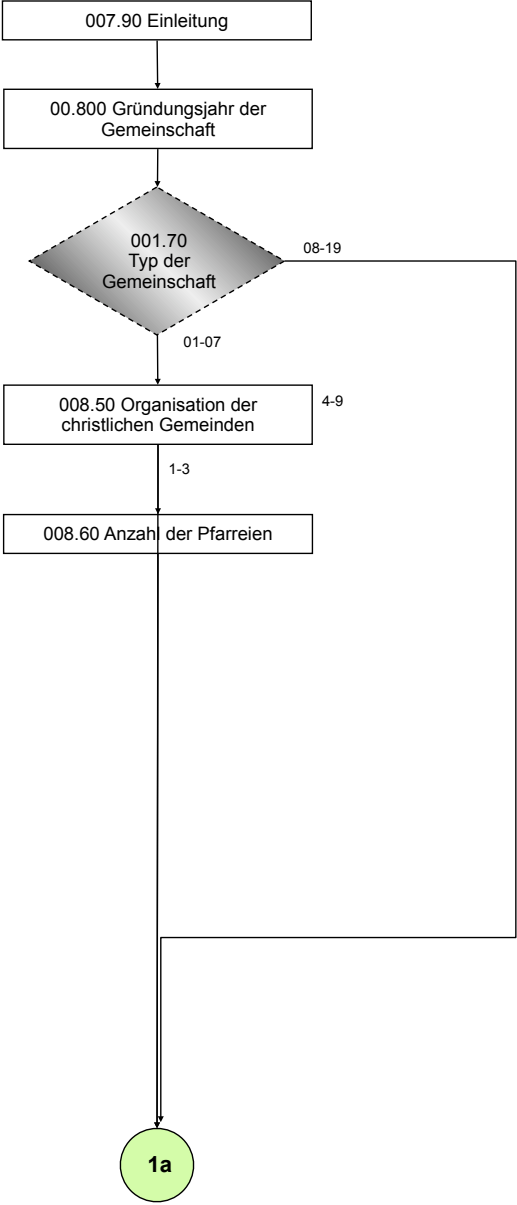 007.90 Einleitung
00.800 Gründungsjahr der
Gemeinschaft
001.70
Typ der
Gemeinschaft
08-19
01-07
008.50 Organisation der
christlichen Gemeinden
4-9
1-3
008.60 Anzahl der Pfarreien
1a